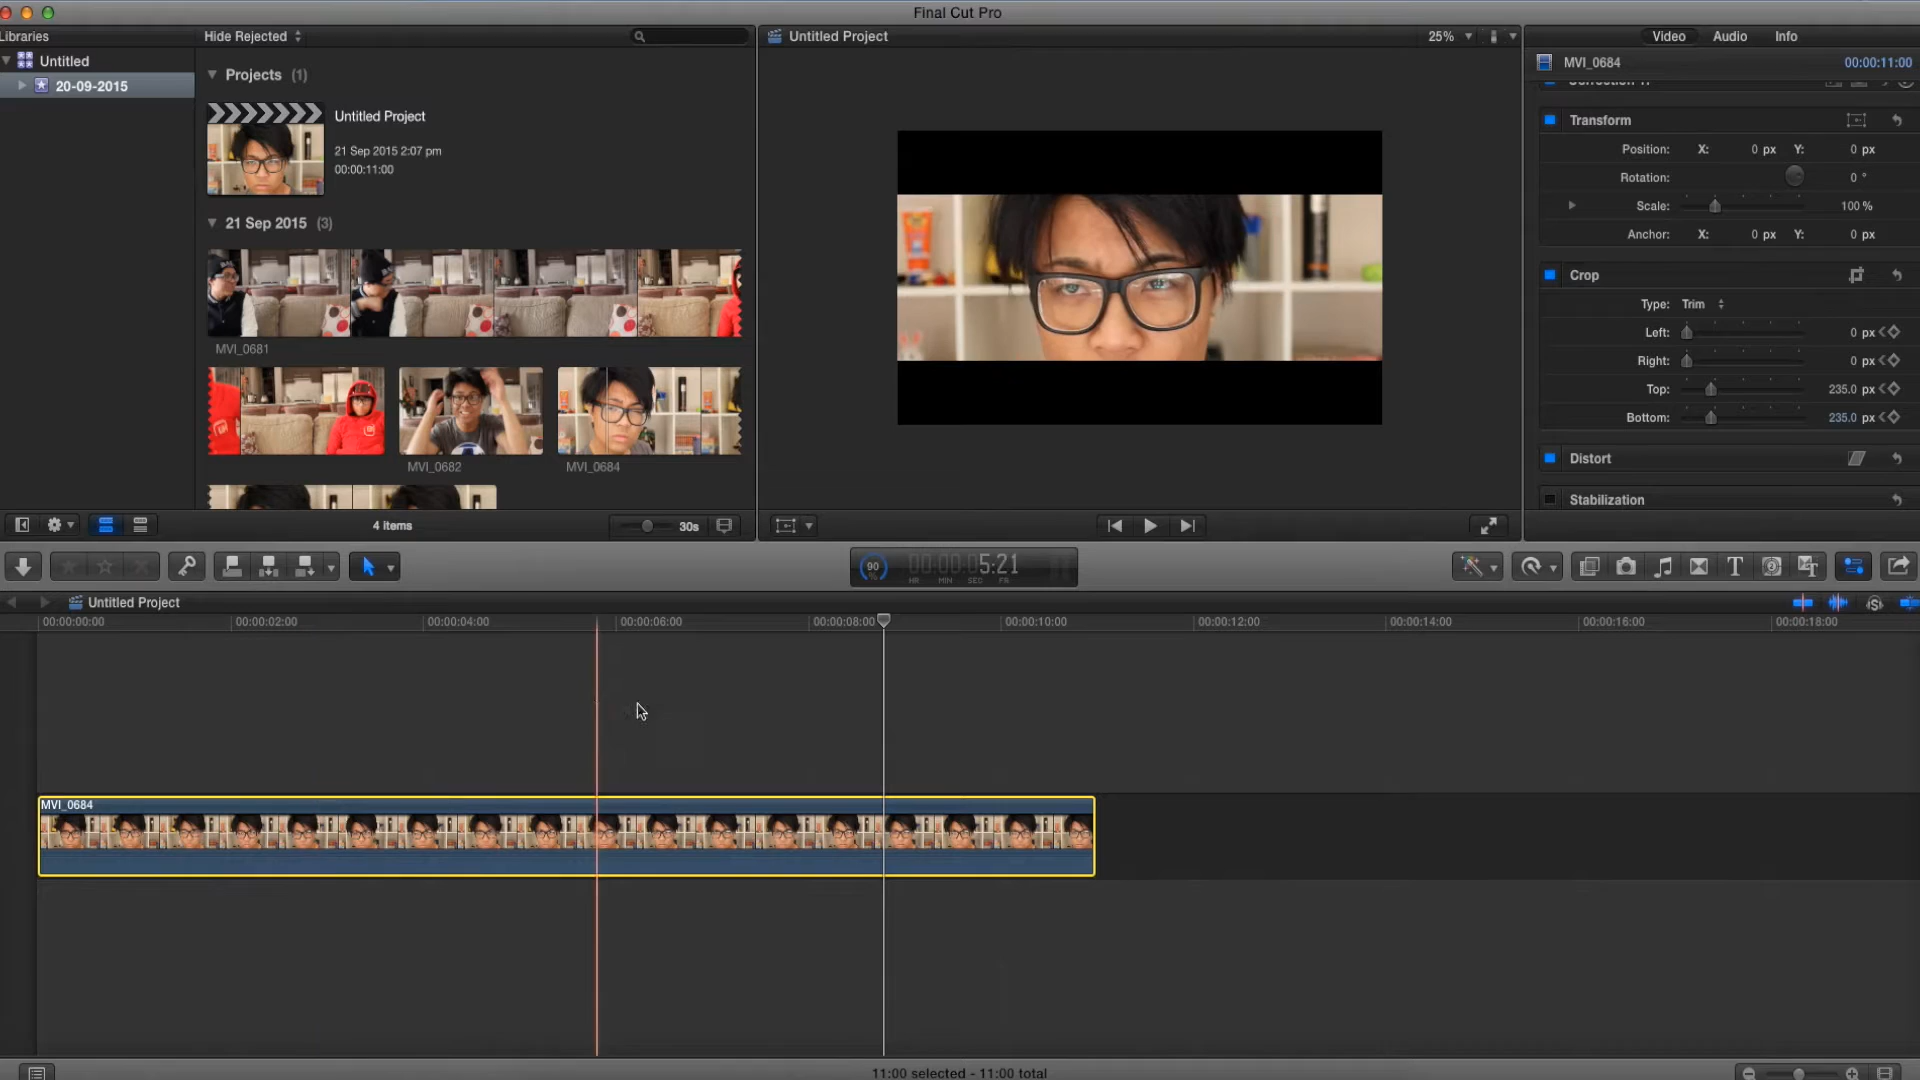 Final Cut Pro
Libraries
Hide Rejected
Untitled Project
25%
Video
Audio
Info
Untitled
20-09-2015
Projects (1)
Untitled Project
21 Sep 2015 2:07 pm
00:00:11:00
21 Sep 2015 (3)
MVI_0681
MVI_0682
MVI_0684
4 items
30s
MVI_0684
00:00:11:00
Transform
Position: X: 0 px Y: 0 px
Rotation: 0 °
Scale: 100 %
Anchor: X: 0 px Y: 0 px
Crop
Type: Trim
Left: 0 px
Right: 0 px
Top: 235.0 px
Bottom: 235.0 px
Distort
Stabilization
90
%
00:00:05:21
HR MIN SEC FR
Untitled Project
00:00:00:00
00:00:02:00
00:00:04:00
00:00:06:00
00:00:08:00
00:00:10:00
00:00:12:00
00:00:14:00
00:00:16:00
00:00:18:00
MVI_0684
11:00 selected - 11:00 total